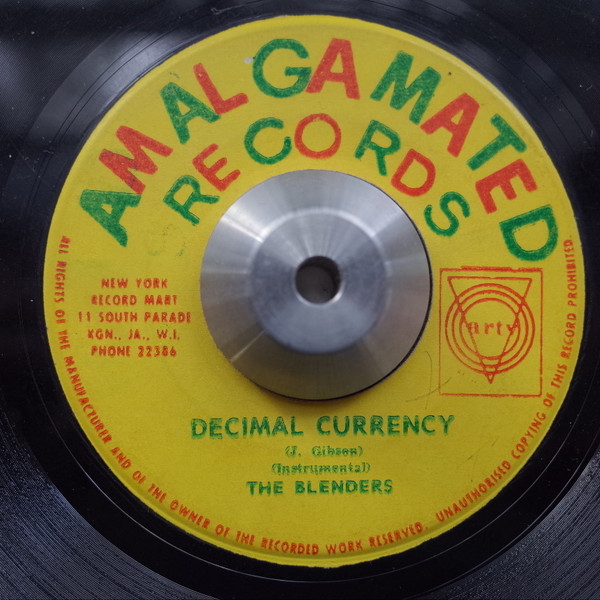 AMALGAMATED
RECORDS
NEW YORK
RECORD MART
11 SOUTH PARADE
KGN., JA., W.I.
PHONE 22386
arty
DECIMAL CURRENCY
(J. Gibson)
(Instrumental)
THE BLENDERS
ALL RIGHTS OF THE MANUFACTURER AND OF THE OWNER OF THE RECORDED WORK RESERVED. UNAUTHORISED COPYING OF THIS RECORD PROHIBITED.